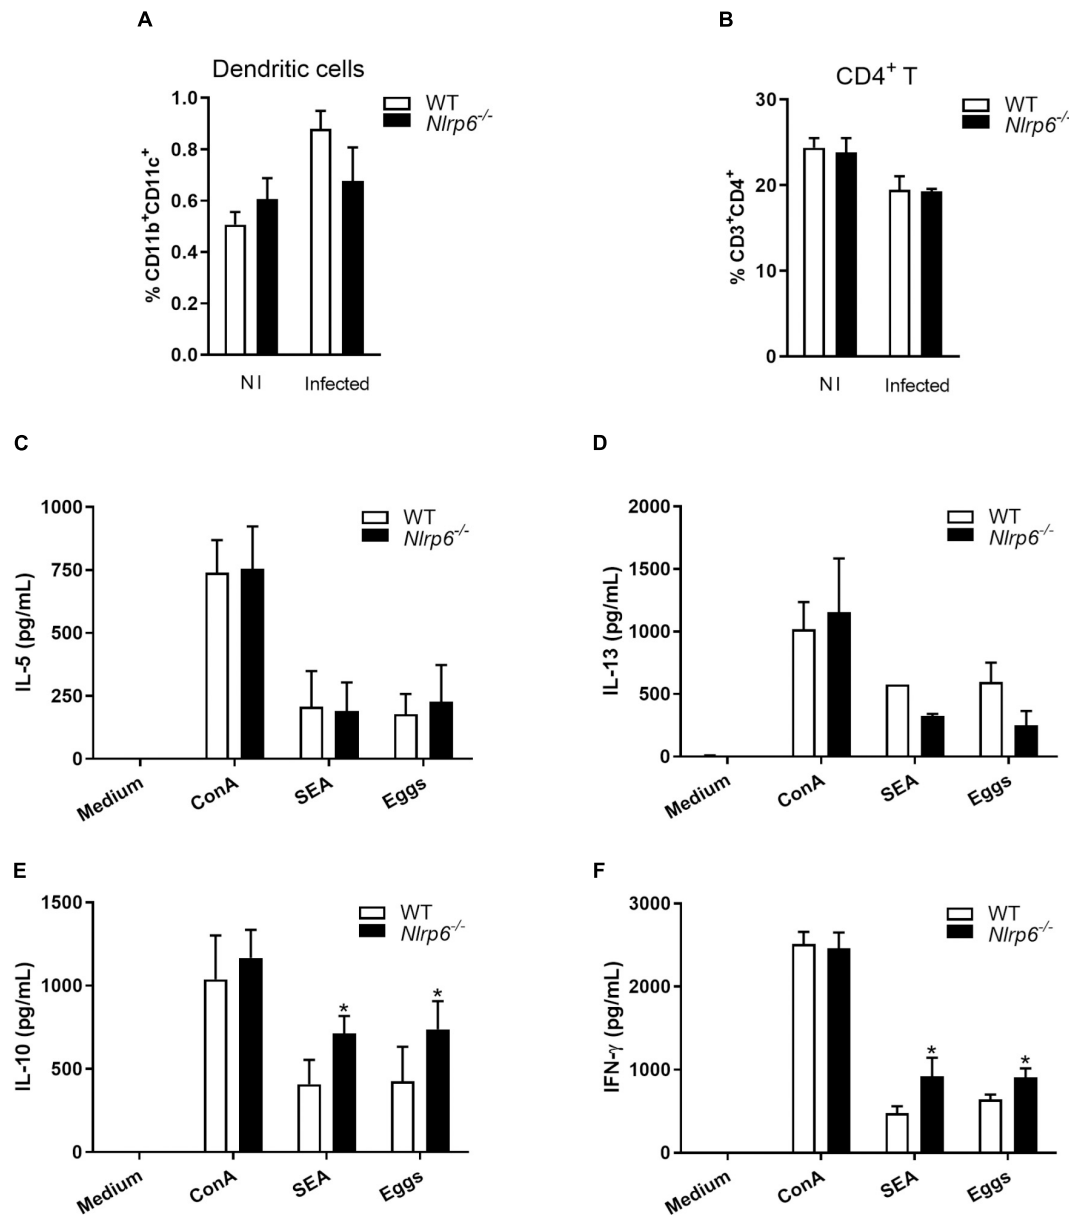 A
Dendritic cells
% CD11b⁺CD11c⁺
1.0
0.8
0.6
0.4
0.2
0.0
NI
Infected
WT
Nlrp6⁻/⁻
B
CD4⁺ T
% CD3⁺CD4⁺
30
20
10
0
NI
Infected
WT
Nlrp6⁻/⁻
C
IL-5 (pg/mL)
1000
750
500
250
0
Medium
ConA
SEA
Eggs
WT
Nlrp6⁻/⁻
D
IL-13 (pg/mL)
2000
1500
1000
500
0
Medium
ConA
SEA
Eggs
WT
Nlrp6⁻/⁻
E
IL-10 (pg/mL)
1500
1000
500
0
*
*
Medium
ConA
SEA
Eggs
WT
Nlrp6⁻/⁻
F
IFN-γ (pg/mL)
3000
2000
1000
0
*
*
Medium
ConA
SEA
Eggs
WT
Nlrp6⁻/⁻